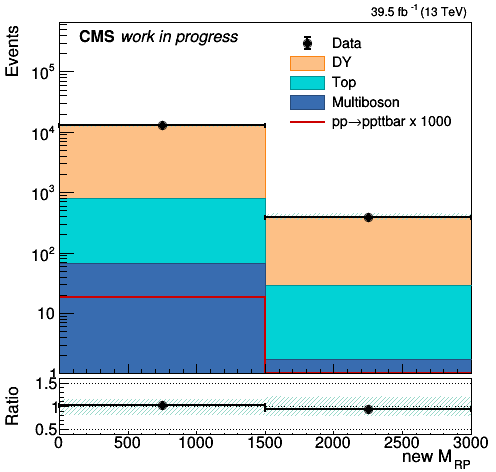 39.5 fb⁻¹ (13 TeV)
CMS work in progress
Events
Data
DY
Top
Multiboson
pp→ppttbar x 1000
10⁵
10⁴
10³
10²
10
1
Ratio
1.5
1
0.5
0 500 1000 1500 2000 2500 3000
new M_RP